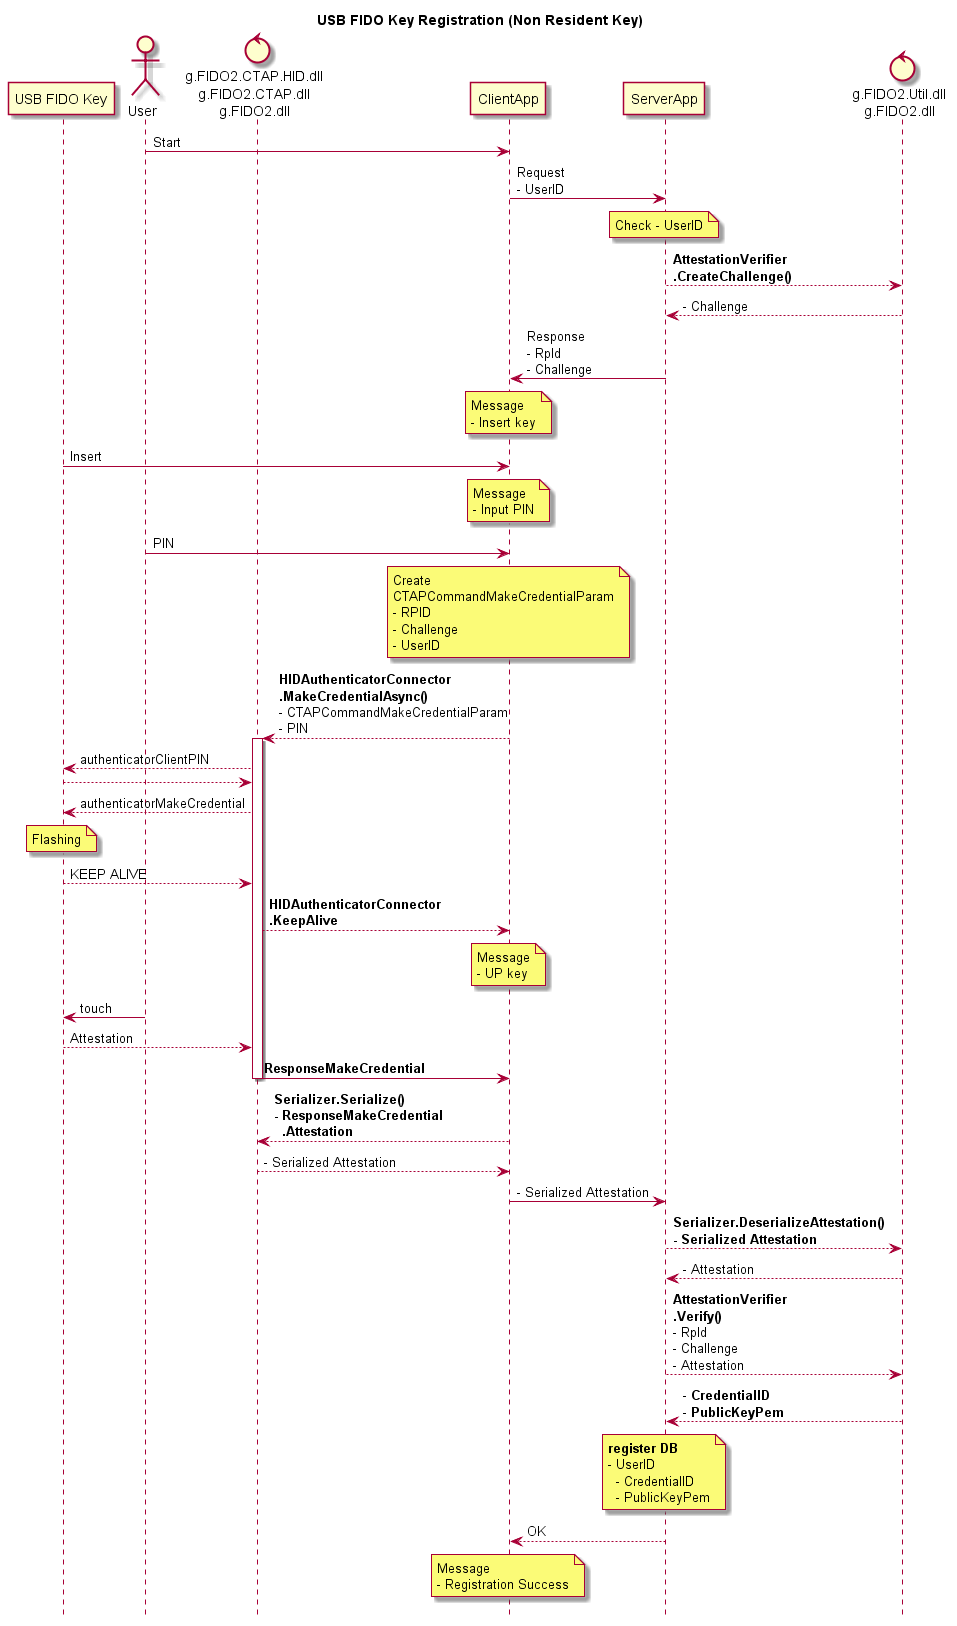 USB FIDO Key Registration (Non Resident Key)
USB FIDO Key
User
g.FIDO2.CTAP.HID.dll
g.FIDO2.CTAP.dll
g.FIDO2.dll
ClientApp
ServerApp
g.FIDO2.Util.dll
g.FIDO2.dll
Start
Request
- UserID
Check - UserID
AttestationVerifier
.CreateChallenge()
- Challenge
Response
- RpId
- Challenge
Message
- Insert key
Insert
Message
- Input PIN
PIN
Create
CTAPCommandMakeCredentialParam
- RPID
- Challenge
- UserID
HIDAuthenticatorConnector
.MakeCredentialAsync()
- CTAPCommandMakeCredentialParam
- PIN
authenticatorClientPIN
authenticatorMakeCredential
Flashing
KEEP ALIVE
HIDAuthenticatorConnector
.KeepAlive
Message
- UP key
touch
Attestation
ResponseMakeCredential
Serializer.Serialize()
- ResponseMakeCredential
.Attestation
- Serialized Attestation
- Serialized Attestation
Serializer.DeserializeAttestation()
- Serialized Attestation
- Attestation
AttestationVerifier
.Verify()
- RpId
- Challenge
- Attestation
- CredentialID
- PublicKeyPem
register DB
- UserID
- CredentialID
- PublicKeyPem
OK
Message
- Registration Success